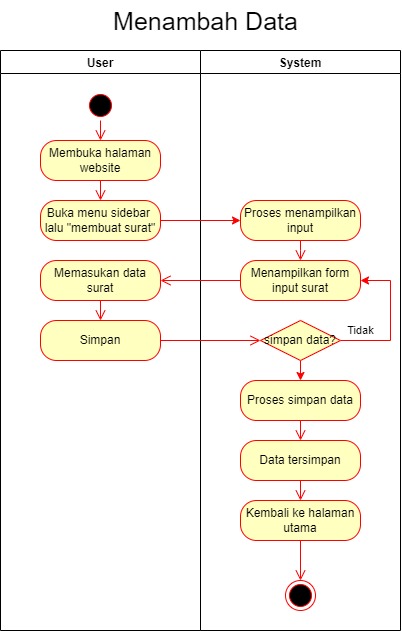 Menambah Data
User
System
Membuka halaman
website
Buka menu sidebar
lalu "membuat surat"
Proses menampilkan
input
Memasukan data
surat
Menampilkan form
input surat
Simpan
simpan data?
Tidak
Proses simpan data
Data tersimpan
Kembali ke halaman
utama